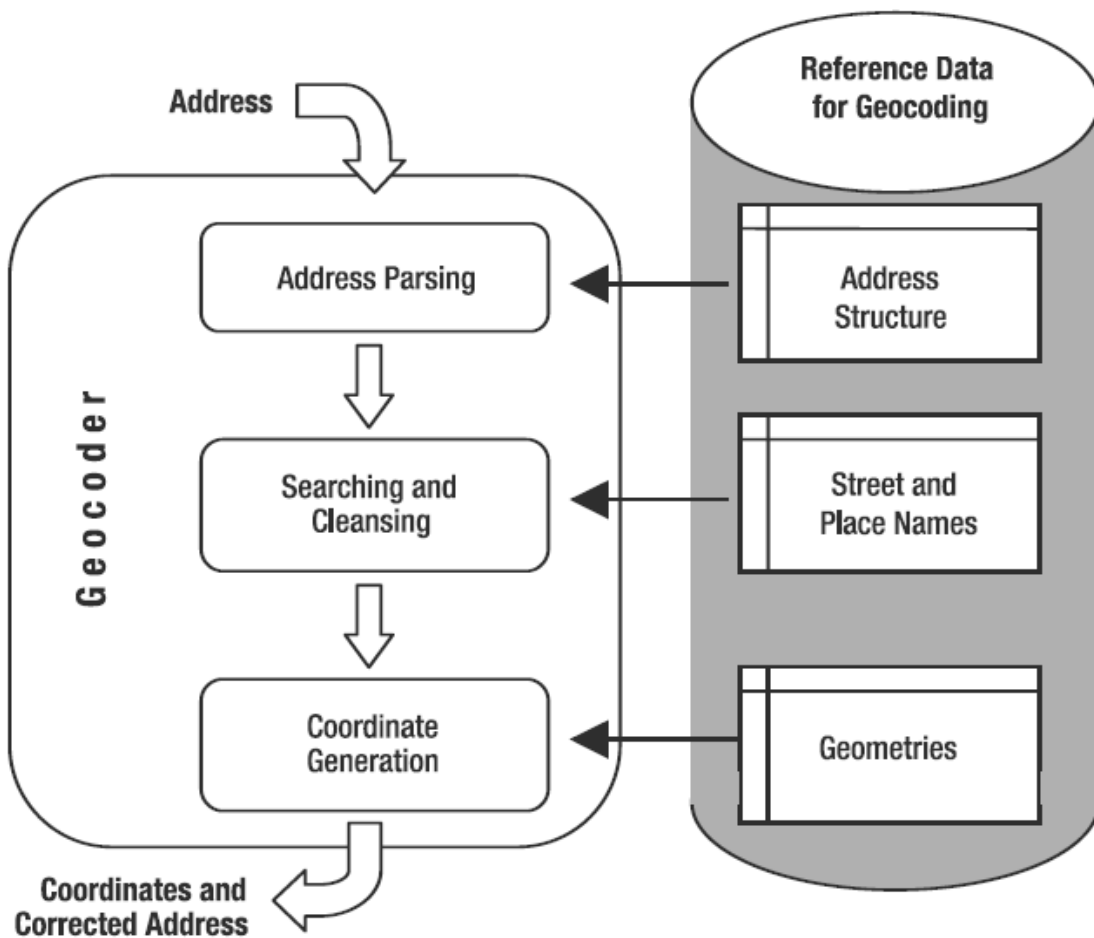 Address
Reference Data
for Geocoding
Address Parsing
Address
Structure
Geocoder
Searching and
Cleansing
Street and
Place Names
Coordinate
Generation
Geometries
Coordinates and
Corrected Address